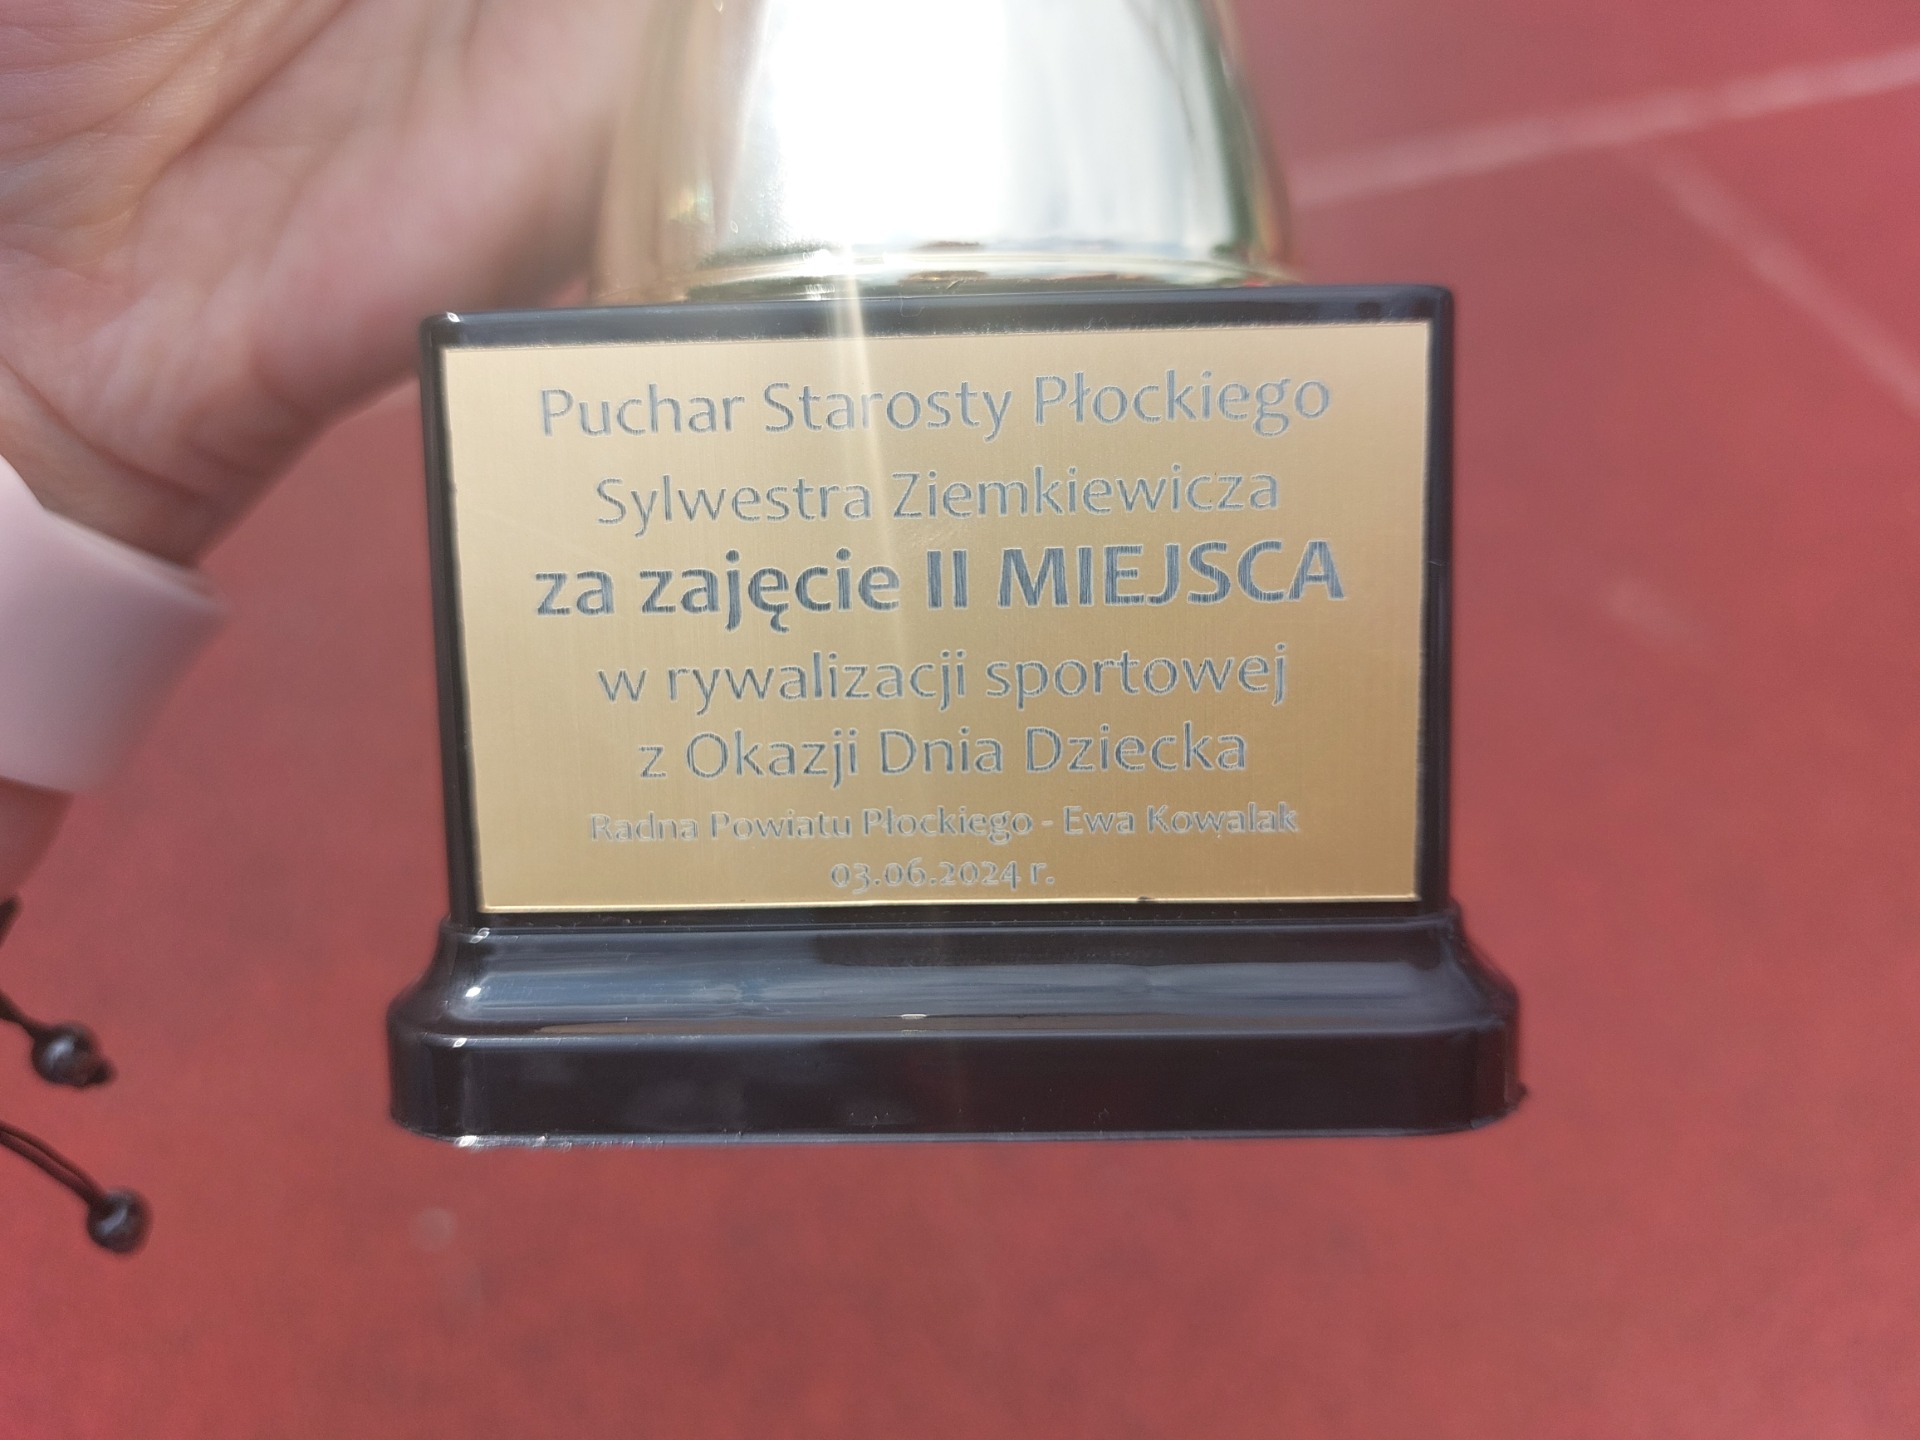 Puchar Starosty Płockiego
Sylwestra Ziemkiewicza
za zajęcie II MIEJSCA
w rywalizacji sportowej
z Okazji Dnia Dziecka
Radna Powiatu Płockiego - Ewa Kowalak
03.06.2024 r.